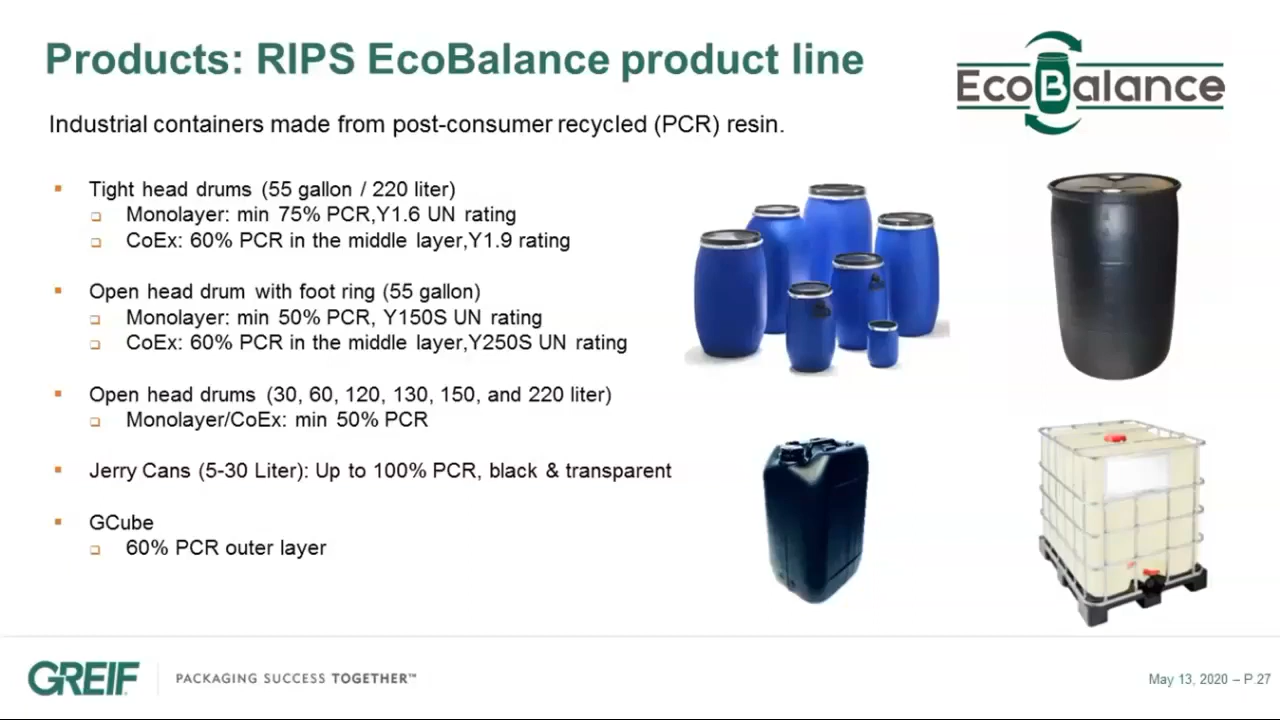 Products: RIPS EcoBalance product line
EcoBalance
Industrial containers made from post-consumer recycled (PCR) resin.
Tight head drums (55 gallon / 220 liter)
Monolayer: min 75% PCR,Y1.6 UN rating
CoEx: 60% PCR in the middle layer,Y1.9 rating
Open head drum with foot ring (55 gallon)
Monolayer: min 50% PCR, Y150S UN rating
CoEx: 60% PCR in the middle layer,Y250S UN rating
Open head drums (30, 60, 120, 130, 150, and 220 liter)
Monolayer/CoEx: min 50% PCR
Jerry Cans (5-30 Liter): Up to 100% PCR, black & transparent
GCube
60% PCR outer layer
GREIF
PACKAGING SUCCESS TOGETHER™
May 13, 2020 – P.27